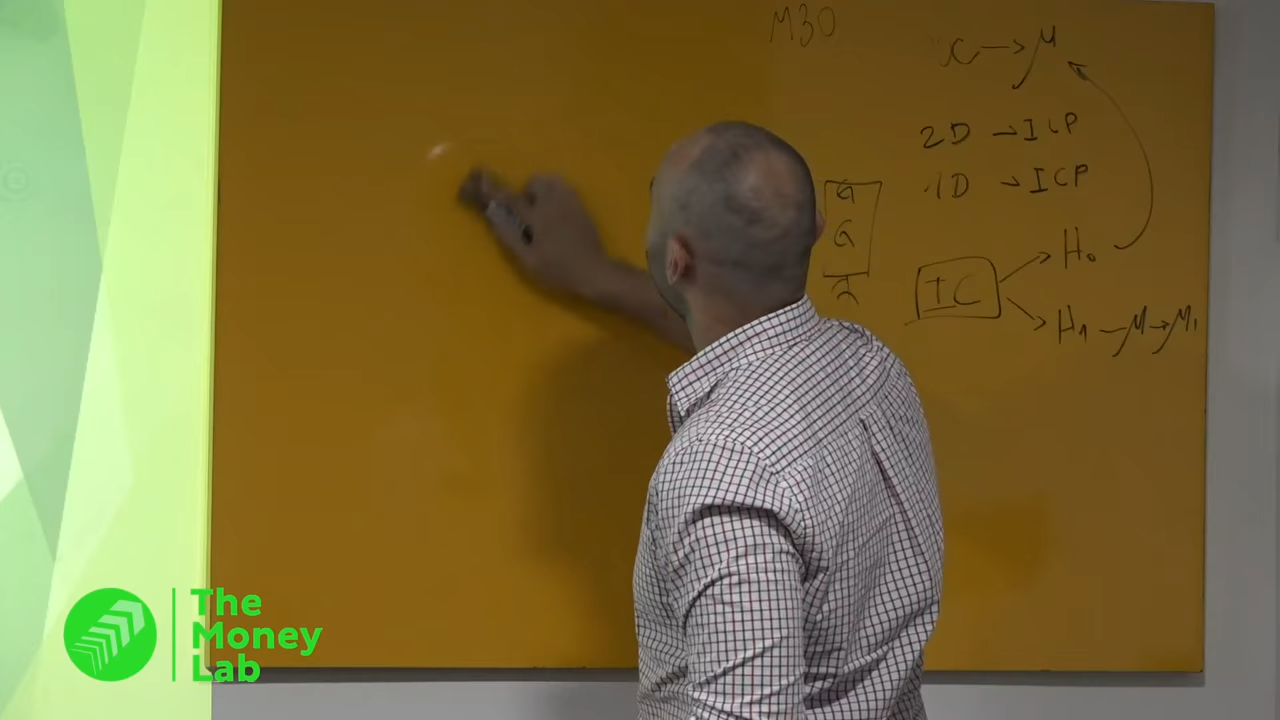 M30
x → M
2D → ICP
1D → ICP
G
G
IC
H₀
H₁ – M → M₁
The
Money
Lab